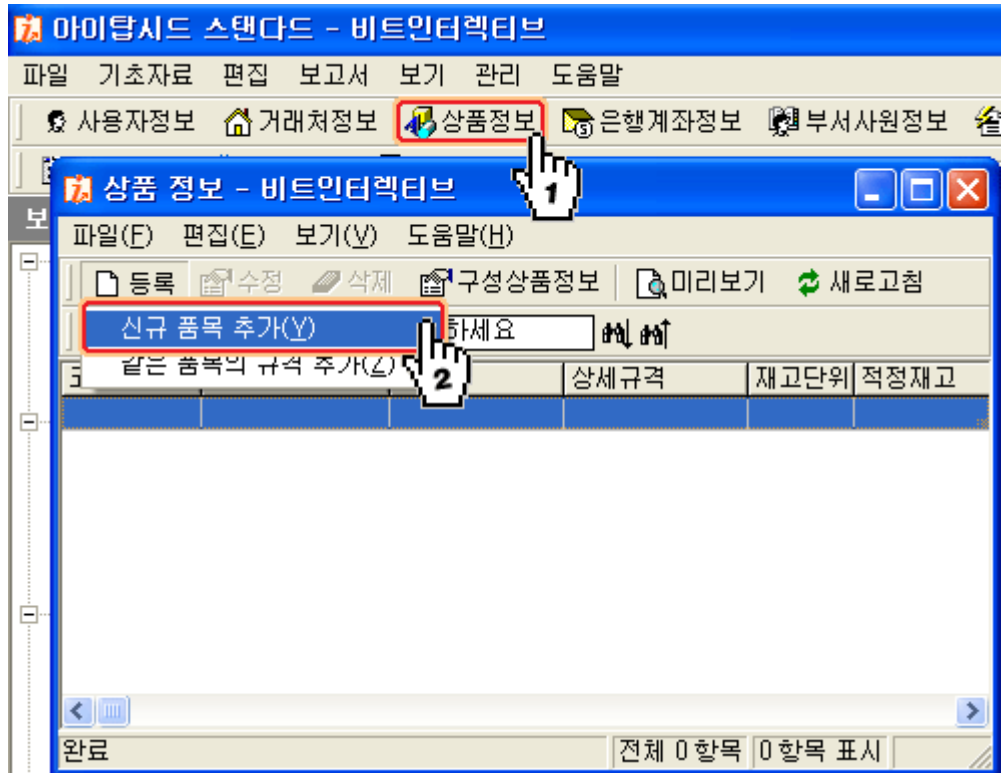 아이탑시드 스탠다드 - 비트인터렉티브
파일 기초자료 편집 보고서 보기 관리 도움말
사용자정보 거래처정보 상품정보 은행계좌정보 부서사원정보
1
상품 정보 - 비트인터렉티브
보
파일(F) 편집(E) 보기(V) 도움말(H)
등록 수정 삭제 구성상품정보 미리보기 새로고침
신규 품목 추가(Y) 하세요
같은 품목의 규격 추가(Z) 2
상세규격 재고단위 적정재고
완료 전체 0 항목 0 항목 표시